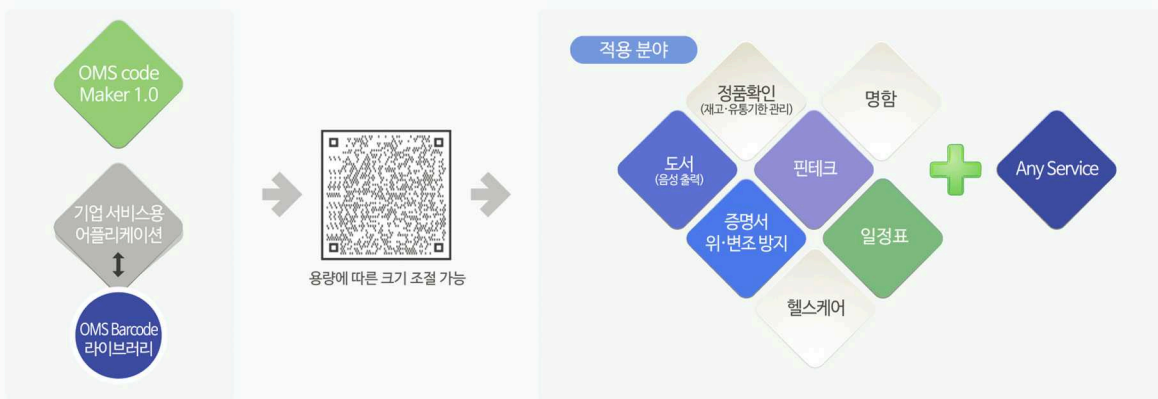 OMS code
Maker 1.0
기업 서비스용
어플리케이션
OMS Barcode
라이브러리
용량에 따른 크기 조절 가능
적용 분야
정품확인
(재고·유통기한 관리)
명함
도서
(음성 출력)
핀테크
증명서
위·변조 방지
일정표
헬스케어
Any Service